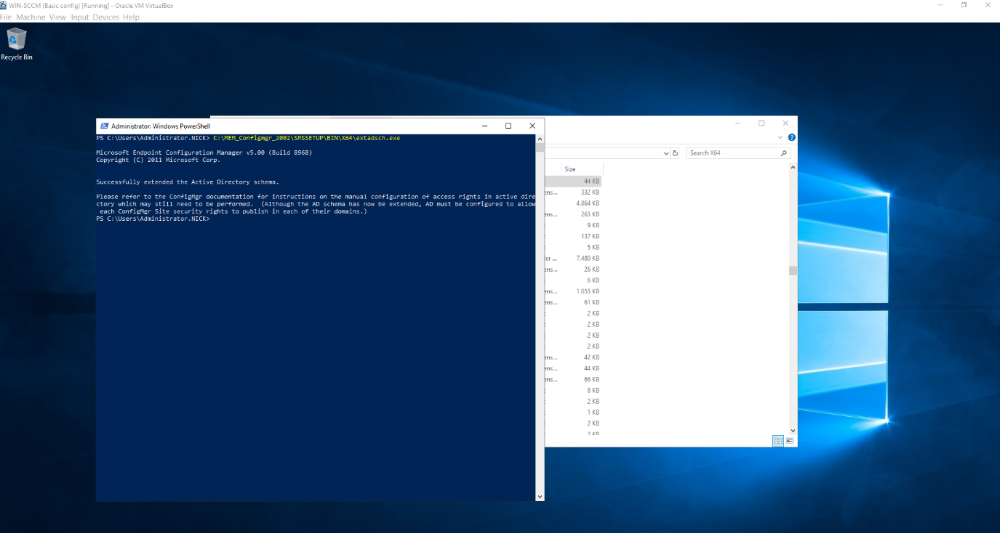 WIN-SCCM (Basic config) [Running] - Oracle VM VirtualBox
File Machine View Input Devices Help
Recycle Bin
Administrator: Windows PowerShell
PS C:\Users\Administrator.NICK> C:\MEM_Configmgr_2002\SMSSETUP\BIN\X64\extadsch.exe
Microsoft Endpoint Configuration Manager v5.00 (Build 8968)
Copyright (C) 2011 Microsoft Corp.
Successfully extended the Active Directory schema.
Please refer to the ConfigMgr documentation for instructions on the manual configuration of access rights in active dire
ctory which may still need to be performed.  (Although the AD schema has now be extended, AD must be configured to allow
 each ConfigMgr Site security rights to publish in each of their domains.)
PS C:\Users\Administrator.NICK>
Search X64
Size
44 KB
ens... 332 KB
4.864 KB
ens... 263 KB
9 KB
137 KB
5 KB
er ... 7.480 KB
ens... 26 KB
6 KB
ens... 1.055 KB
ens... 61 KB
2 KB
2 KB
2 KB
2 KB
ens... 42 KB
ens... 44 KB
ens... 66 KB
8 KB
2 KB
1 KB
2 KB
2 KB